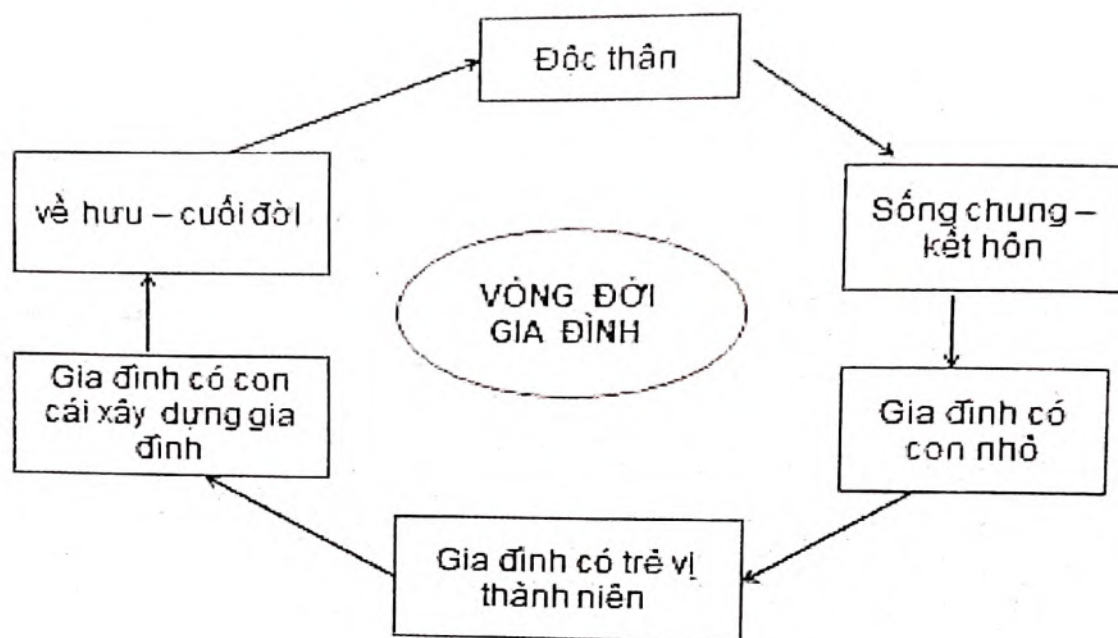 Độc thân
Sống chung –
kết hôn
Gia đình có
con nhỏ
Gia đình có trẻ vị
thành niên
Gia đình có con
cái xây dựng gia
đình
về hưu – cuối đời
VÒNG ĐỜI
GIA ĐÌNH